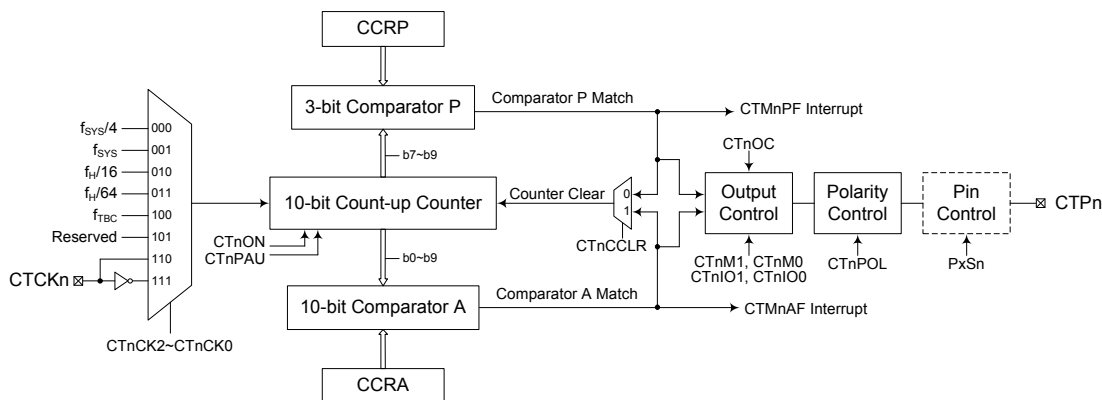 CCRP
3-bit Comparator P
Comparator P Match
CTMnPF Interrupt
fSYS/4
000
fSYS
001
fH/16
010
fH/64
011
fTBC
100
Reserved
101
110
CTCKn
111
CTnCK2~CTnCK0
b7~b9
10-bit Count-up Counter
CTnON
CTnPAU
b0~b9
Counter Clear
0
1
CTnCCLR
CTnOC
Output
Control
CTnM1, CTnM0
CTnIO1, CTnIO0
Polarity
Control
CTnPOL
Pin
Control
PxSn
CTPn
10-bit Comparator A
Comparator A Match
CTMnAF Interrupt
CCRA